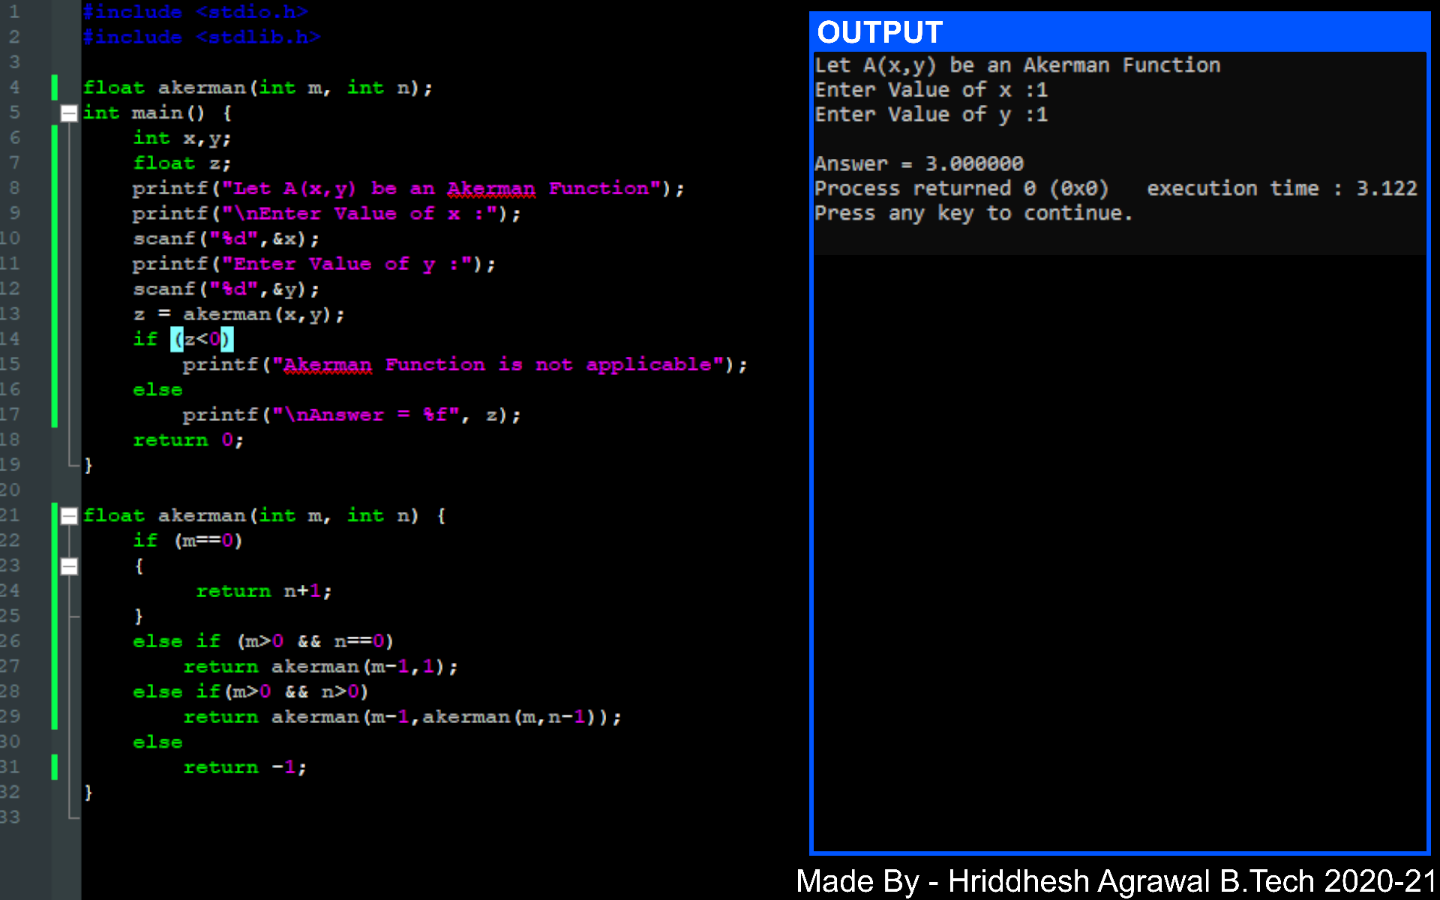 1 #include <stdio.h>
2 #include <stdlib.h>
3
4 float akerman(int m, int n);
5 int main() {
6 int x,y;
7 float z;
8 printf("Let A(x,y) be an Akerman Function");
9 printf("\nEnter Value of x :");
10 scanf("%d",&x);
11 printf("Enter Value of y :");
12 scanf("%d",&y);
13 z = akerman(x,y);
14 if (z<0)
15 printf("Akerman Function is not applicable");
16 else
17 printf("\nAnswer = %f", z);
18 return 0;
19 }
20
21 float akerman(int m, int n) {
22 if (m==0)
23 {
24 return n+1;
25 }
26 else if (m>0 && n==0)
27 return akerman(m-1,1);
28 else if(m>0 && n>0)
29 return akerman(m-1,akerman(m,n-1));
30 else
31 return -1;
32 }
33
OUTPUT
Let A(x,y) be an Akerman Function
Enter Value of x :1
Enter Value of y :1
Answer = 3.000000
Process returned 0 (0x0) execution time : 3.122
Press any key to continue.
Made By - Hriddhesh Agrawal B.Tech 2020-21